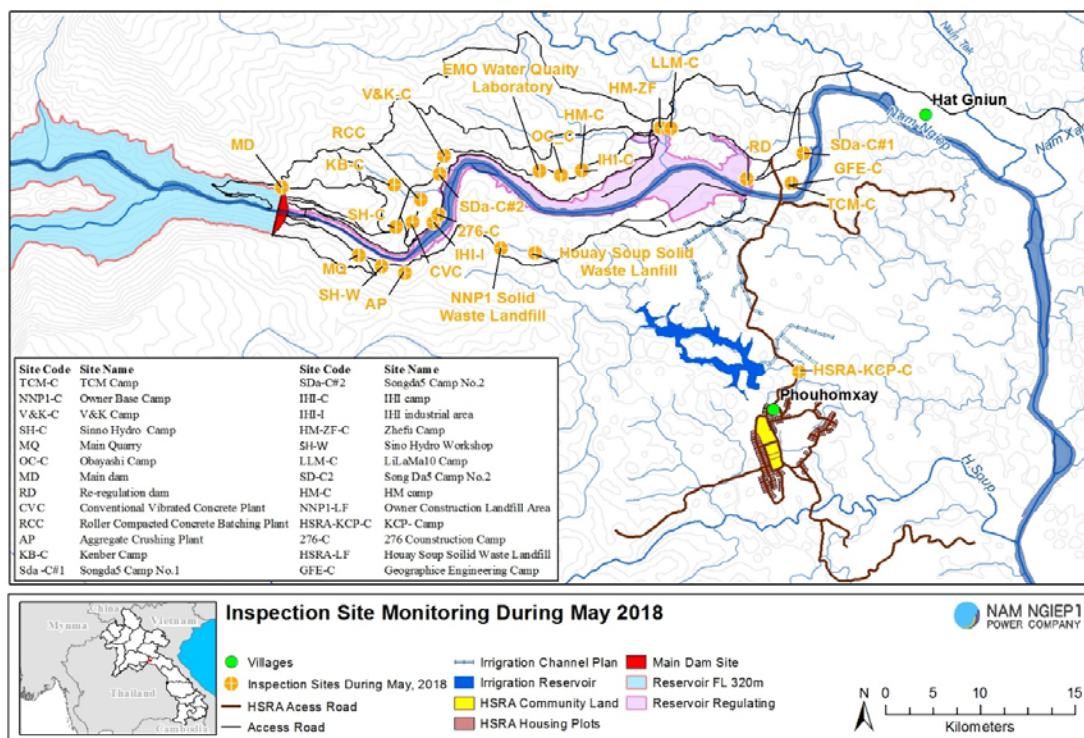 Nam Tak
LLM-C
EMO Water Quaity
Laboratory
HM-ZF
Hat Gniun
V&K-C
HM-C
Nam Ngiep
Nam Xao
RCC
OC_C
RD
SDa-C#1
MD
KB-C
IHI-C
GFE-C
SDa-C#2
TCM-C
SH-C
276-C
MQ
IHI-I
Houay Soup Solid
Waste Lanfill
CVC
SH-W
AP
NNP1 Solid
Waste Landfill
HSRA-KCP-C
Phouhomxay
H.Soup
Site Code Site Name Site Code Site Name
TCM-C TCM Camp SDa-C#2 Songda5 Camp No.2
NNP1-C Owner Base Camp IHI-C IHI camp
V&K-C V&K Camp IHI-I IHI industrial area
SH-C Sinno Hydro Camp HM-ZF-C Zhefu Camp
MQ Main Quarry SH-W Sino Hydro Workshop
OC-C Obayashi Camp LLM-C LiLaMa10 Camp
MD Main dam SD-C2 Song Da5 Camp No.2
RD Re-regulation dam HM-C HM camp
CVC Conventional Vibrated Concrete Plant NNP1-LF Owner Construction Landfill Area
RCC Roller Compacted Concrete Batching Plant HSRA-KCP-C KCP- Camp
AP Aggregate Crushing Plant 276-C 276 Counstruction Camp
KB-C Kenber Camp HSRA-LF Houay Soup Soilid Waste Landfill
Sda -C#1 Songda5 Camp No.1 GFE-C Geographice Engineering Camp
China
Mynma
Vietnam
Thailand
Cambodia
Inspection Site Monitoring During May 2018
NAM NGIEP1
POWER COMPANY
Villages
Inspection Sites During May, 2018
HSRA Acess Road
Access Road
Irrigration Channel Plan
Irrigation Reservoir
HSRA Community Land
HSRA Housing Plots
Main Dam Site
Reservoir FL 320m
Reservoir Regulating
N
0 5 10 15
Kilometers